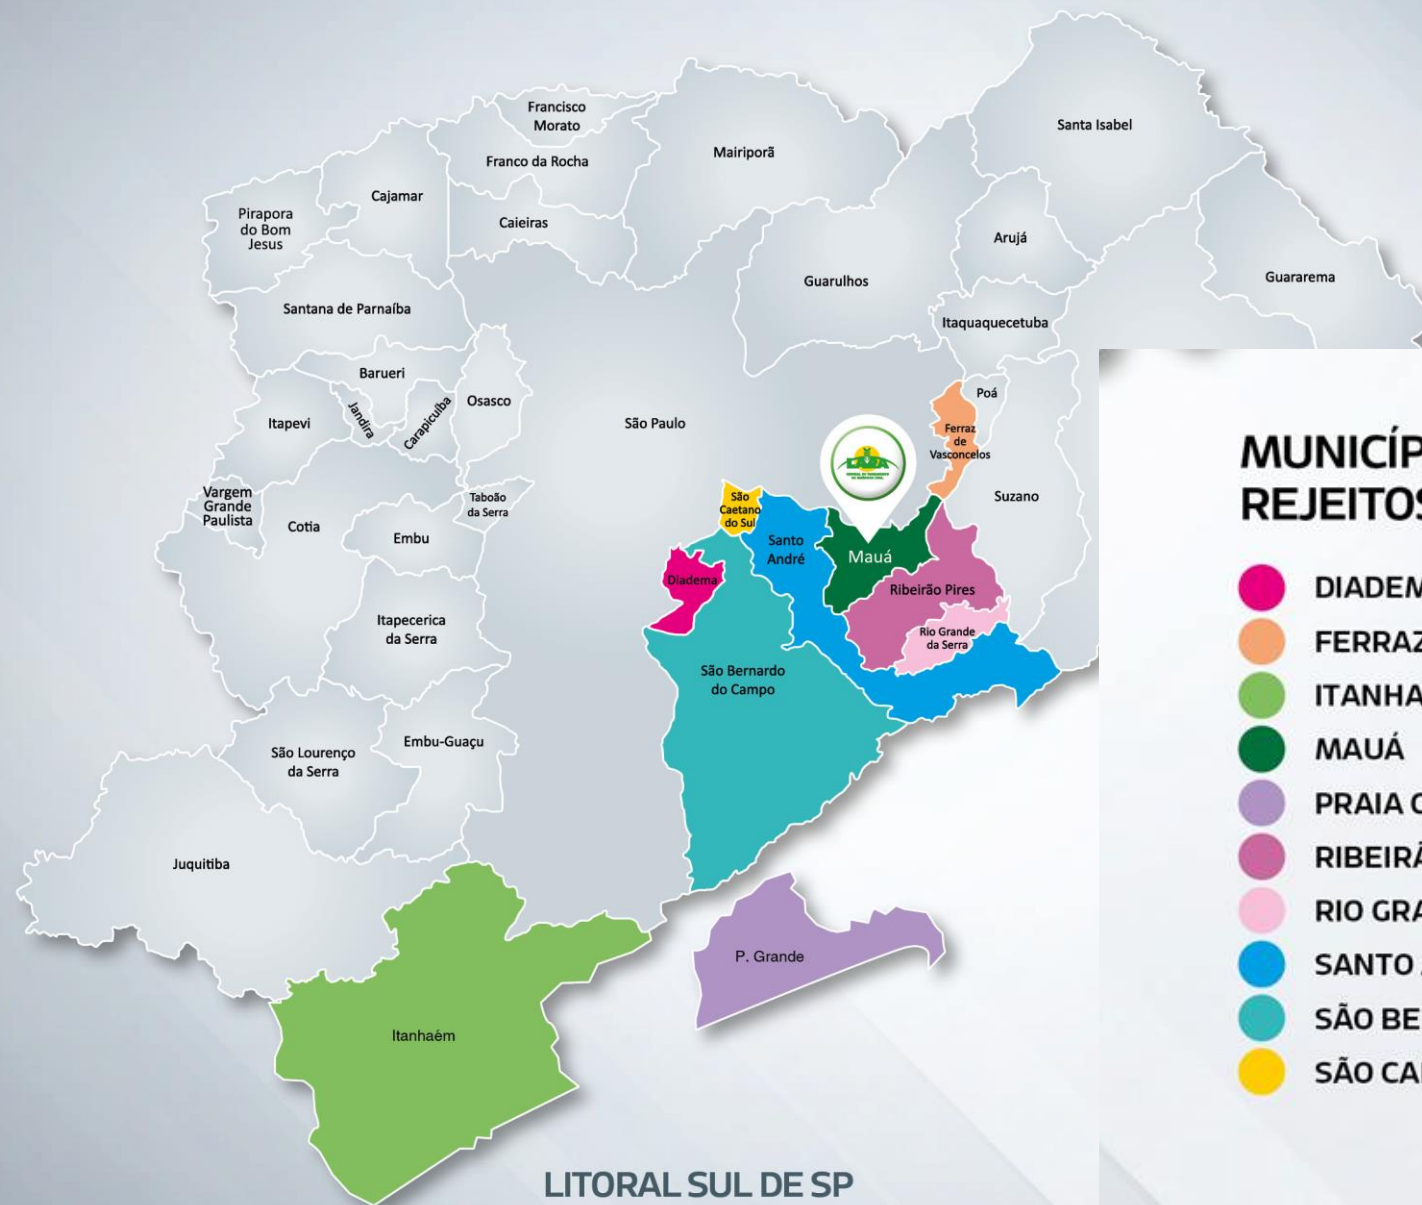 Francisco
Morato
Franco da Rocha
Mairiporã
Santa Isabel
Cajamar
Caieiras
Pirapora
do Bom
Jesus
Arujá
Guarulhos
Guararema
Santana de Parnaíba
Itaquaquecetuba
Barueri
Jandira
Carapicuíba
Osasco
Itapevi
São Paulo
Poá
Ferraz
de
Vasconcelos
Suzano
Vargem
Grande
Paulista
Cotia
Embu
Taboão
da Serra
São
Caetano
do Sul
Santo
André
Mauá
Diadema
Ribeirão Pires
Rio Grande
da Serra
Itapecerica
da Serra
São Bernardo
do Campo
São Lourenço
da Serra
Embu-Guaçu
Juquitiba
P. Grande
Itanhaém
LITORAL SUL DE SP
MUNICÍP
REJEITOS
DIADEM
FERRAZ
ITANHA
MAUÁ
PRAIA
RIBEIRÃ
RIO GRA
SANTO
SÃO BE
SÃO CA